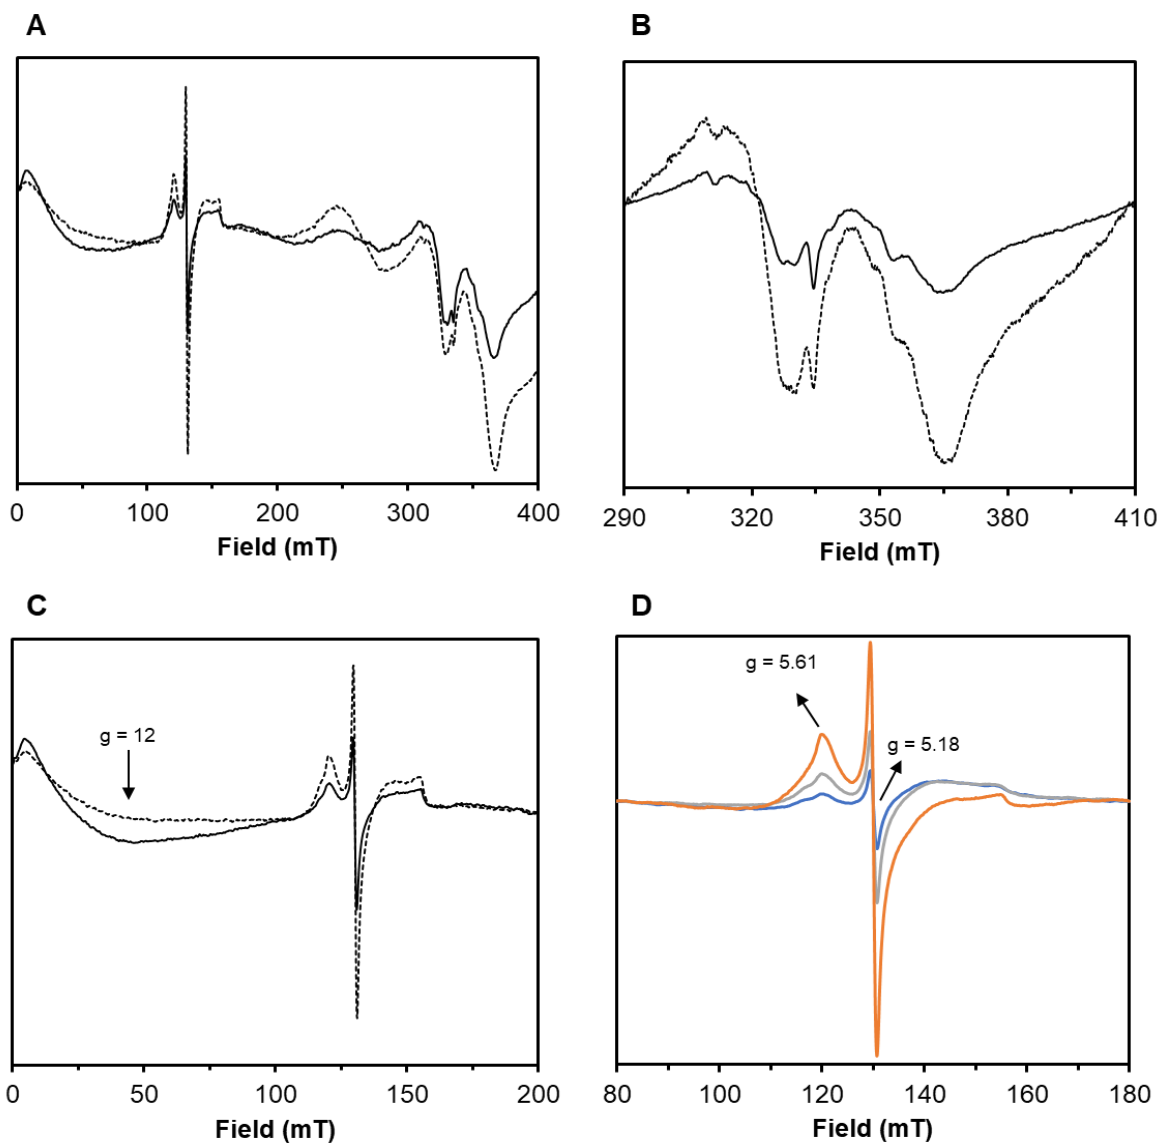 A
B
0 100 200 300 400
Field (mT)
290 320 350 380 410
Field (mT)
C
D
g = 12
g = 5.61
g = 5.18
0 50 100 150 200
Field (mT)
80 100 120 140 160 180
Field (mT)